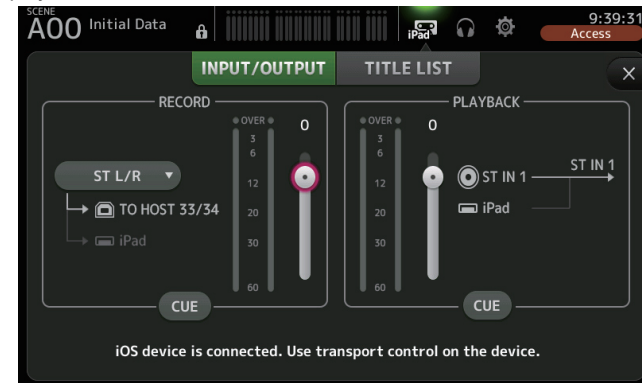 SCENE
A00 Initial Data
iPad
9:39:31
Access
INPUT/OUTPUT
TITLE LIST
RECORD
OVER
0
3
6
12
20
30
60
ST L/R
TO HOST 33/34
iPad
CUE
PLAYBACK
OVER
0
3
6
12
20
30
60
ST IN 1
ST IN 1
iPad
CUE
iOS device is connected. Use transport control on the device.